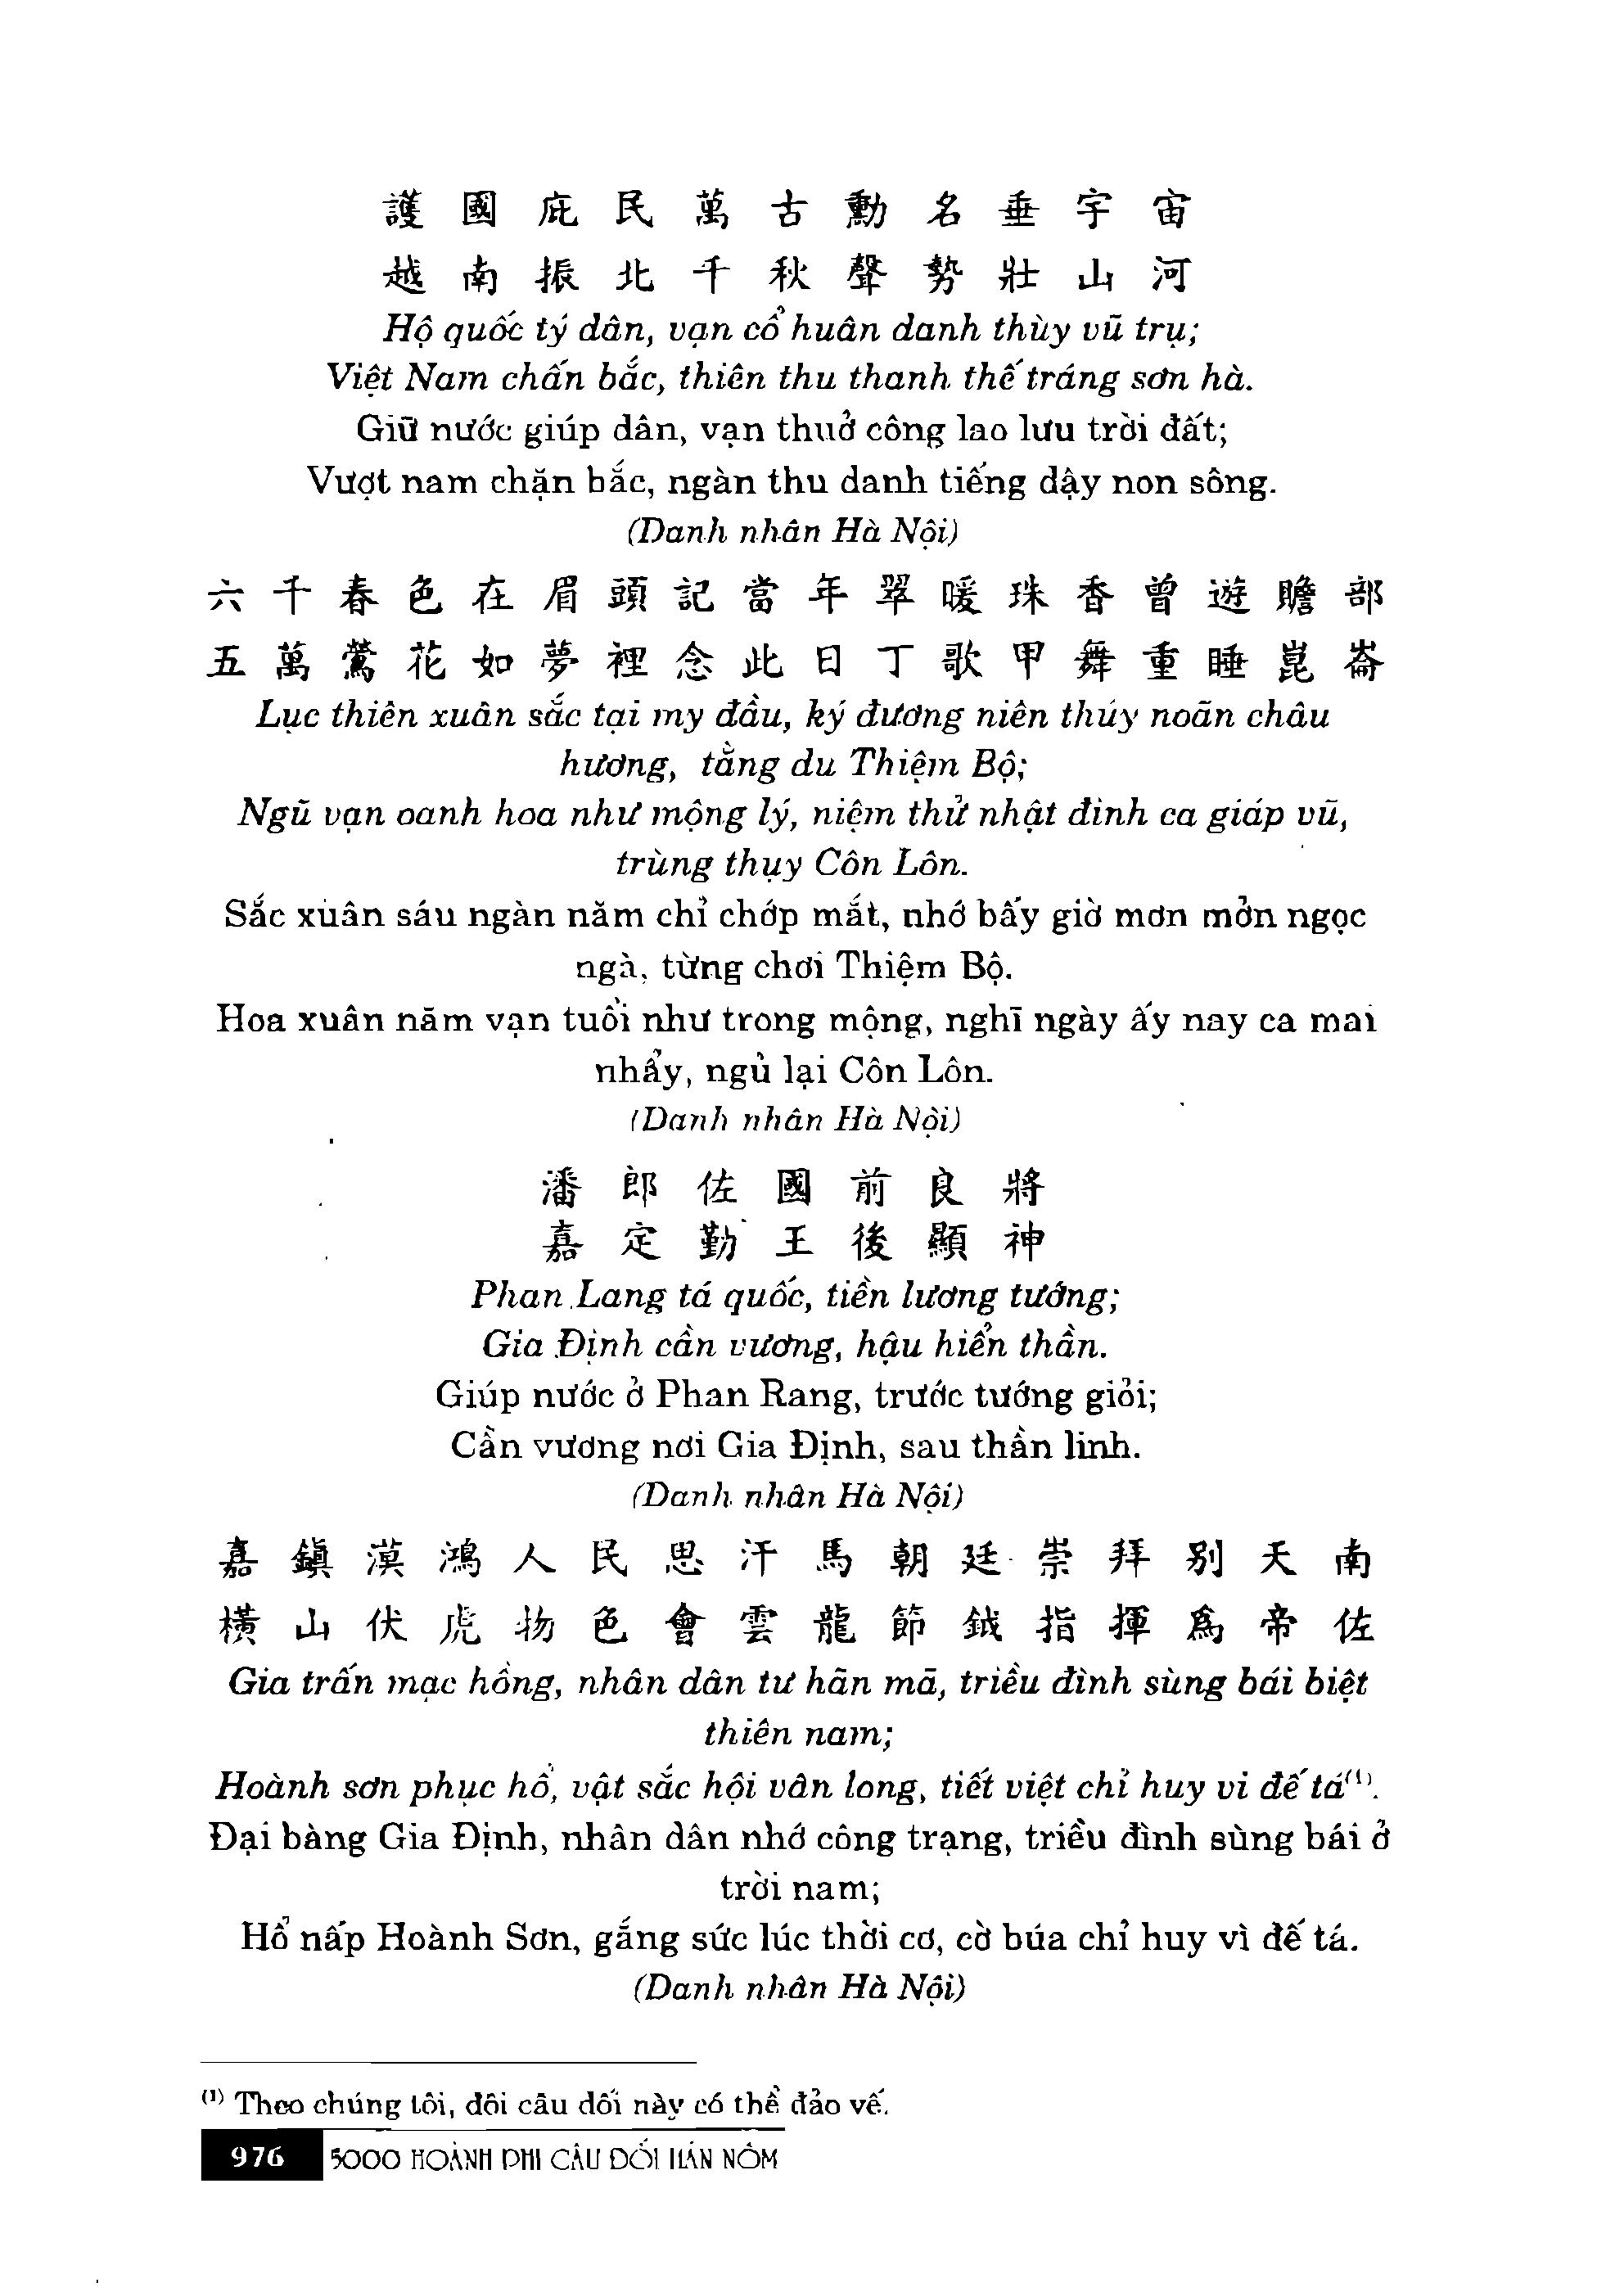 護國庇民萬古勳名垂宇宙
越南振北千秋聲勢壯山河
Hộ quốc tý dân, vạn cổ huân danh thùy vũ trụ;
Việt Nam chấn bắc, thiên thu thanh thế tráng sơn hà.
Giữ nước giúp dân, vạn thuở công lao lưu trời đất;
Vượt nam chặn bắc, ngàn thu danh tiếng dậy non sông.
(Danh nhân Hà Nội)
六千春色在眉頭記當年翠暖珠香曾遊贍部
五萬鶯花如夢裡念此日丁歌甲舞重睡崑崙
Lục thiên xuân sắc tại my đầu, ký đương niên thúy noãn châu
hương, tằng du Thiệm Bộ;
Ngũ vạn oanh hoa như mộng lý, niệm thử nhật đinh ca giáp vũ,
trùng thụy Côn Lôn.
Sắc xuân sáu ngàn năm chỉ chớp mắt, nhớ bấy giờ mơn mởn ngọc
ngà, từng chơi Thiệm Bộ.
Hoa xuân năm vạn tuổi như trong mộng, nghĩ ngày ấy nay ca mai
nhẩy, ngủ lại Côn Lôn.
(Danh nhân Hà Nội)
潘郎佐國前良將
嘉定勤王後顯神
Phan Lang tá quốc, tiền lương tướng;
Gia Định cần vương, hậu hiển thần.
Giúp nước ở Phan Rang, trước tướng giỏi;
Cần vương nơi Gia Định, sau thần linh.
(Danh nhân Hà Nội)
嘉鎭漠鴻人民思汗馬朝廷崇拜别天南
橫山伏虎物色會雲龍節鉞指揮爲帝佐
Gia trấn mạc hồng, nhân dân tư hãn mã, triều đình sùng bái biệt
thiên nam;
Hoành sơn phục hổ, vật sắc hội vân long, tiết việt chỉ huy vi đế tá⁽¹⁾.
Đại bàng Gia Định, nhân dân nhớ công trạng, triều đình sùng bái ở
trời nam;
Hổ nấp Hoành Sơn, gắng sức lúc thời cơ, cờ búa chỉ huy vì đế tá.
(Danh nhân Hà Nội)
⁽¹⁾ Theo chúng tôi, đôi câu đối này có thể đảo vế.
976 5000 HOÀNH PHI CÂU ĐỐI HÁN NÔM